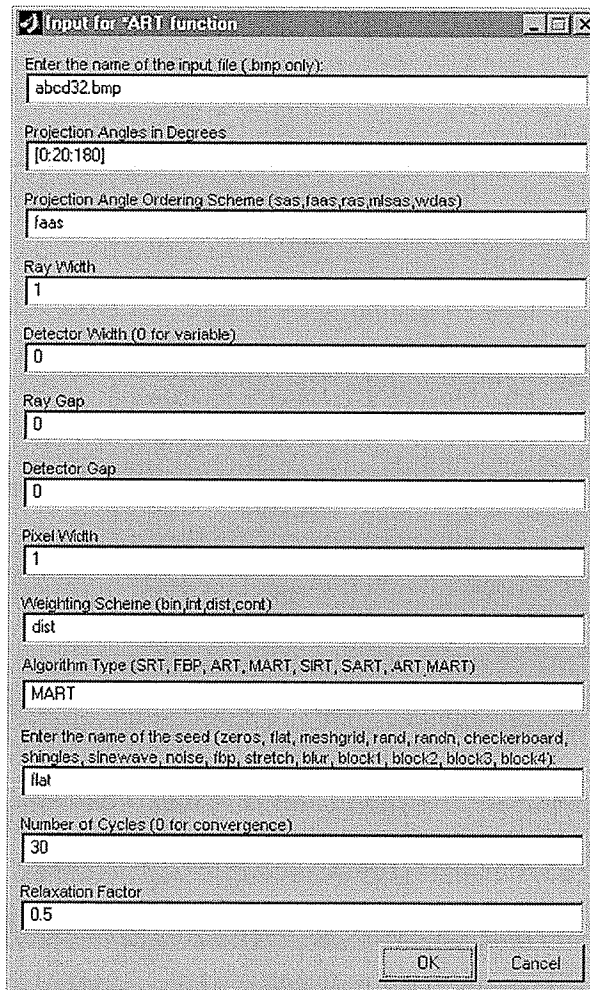 Input for *ART function
Enter the name of the input file (.bmp only):
abcd32.bmp
Projection Angles in Degrees
[0:20:180]
Projection Angle Ordering Scheme (sas,faas,ras,mlsas,wdas)
faas
Ray Width
1
Detector Width (0 for variable)
0
Ray Gap
0
Detector Gap
0
Pixel Width
1
Weighting Scheme (bin,int,dist,cont)
dist
Algorithm Type (SRT, FBP, ART, MART, SIRT, SART, .ART,MART)
MART
Enter the name of the seed (zeros, flat, meshgrid, rand, randn, checkerboard,
shingles, sinewave, noise, fbp, stretch, blur, block1, block2, block3, block4):
flat
Number of Cycles (0 for convergence)
30
Relaxation Factor
0.5
OK Cancel